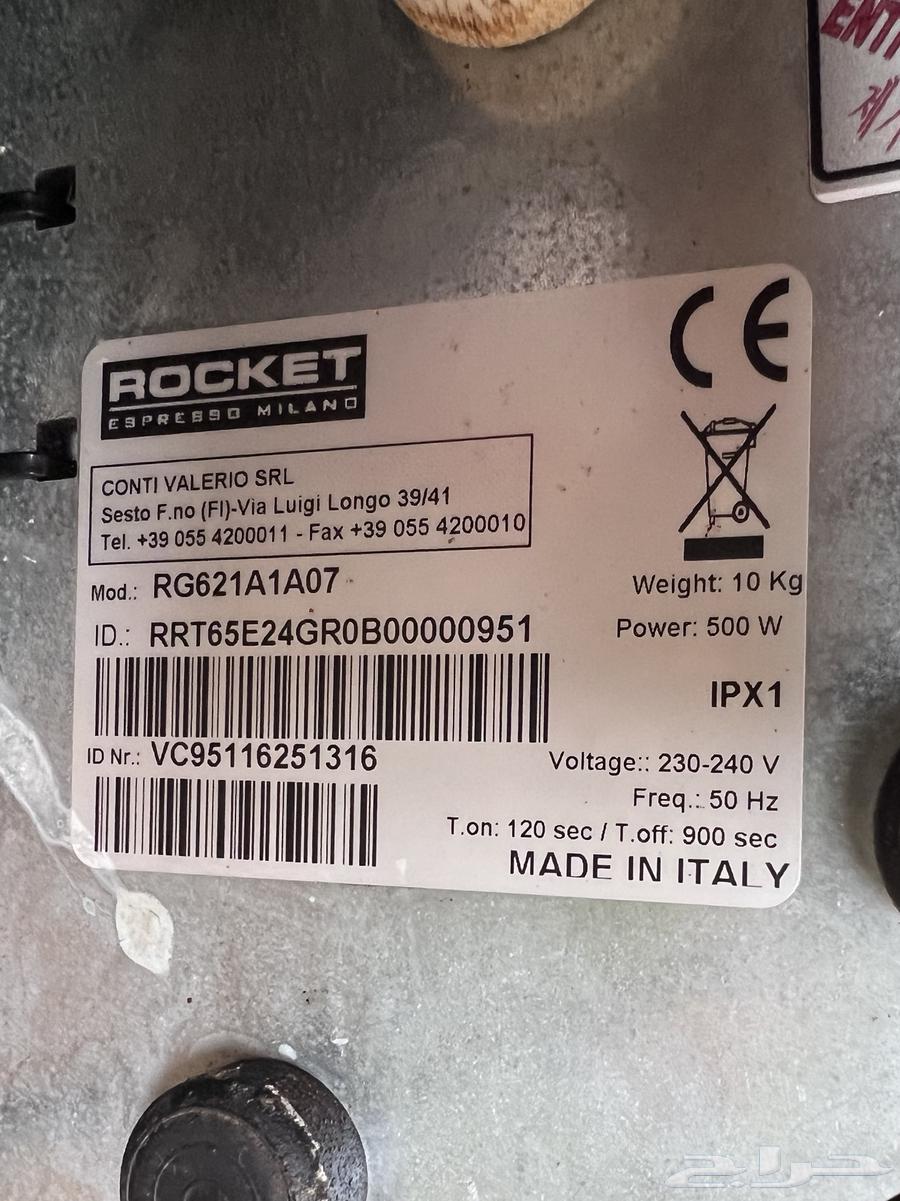 ENT
제
CE
ROCKET
ESPRESSO MILANO
CONTI VALERIO SRL
Sesto F.no (FI)-Via Luigi Longo 39/41
Tel. +39 055 4200011 - Fax +39 055 4200010
Mod.: RG621A1A07
Weight: 10 Kg
ID.: RRT65E24GR0B00000951
Power: 500 W
IPX1
ID Nr.: VC95116251316
Voltage:: 230-240 V
Freq.: 50 Hz
T.on: 120 sec / T.off: 900 sec
MADE IN ITALY
حراج